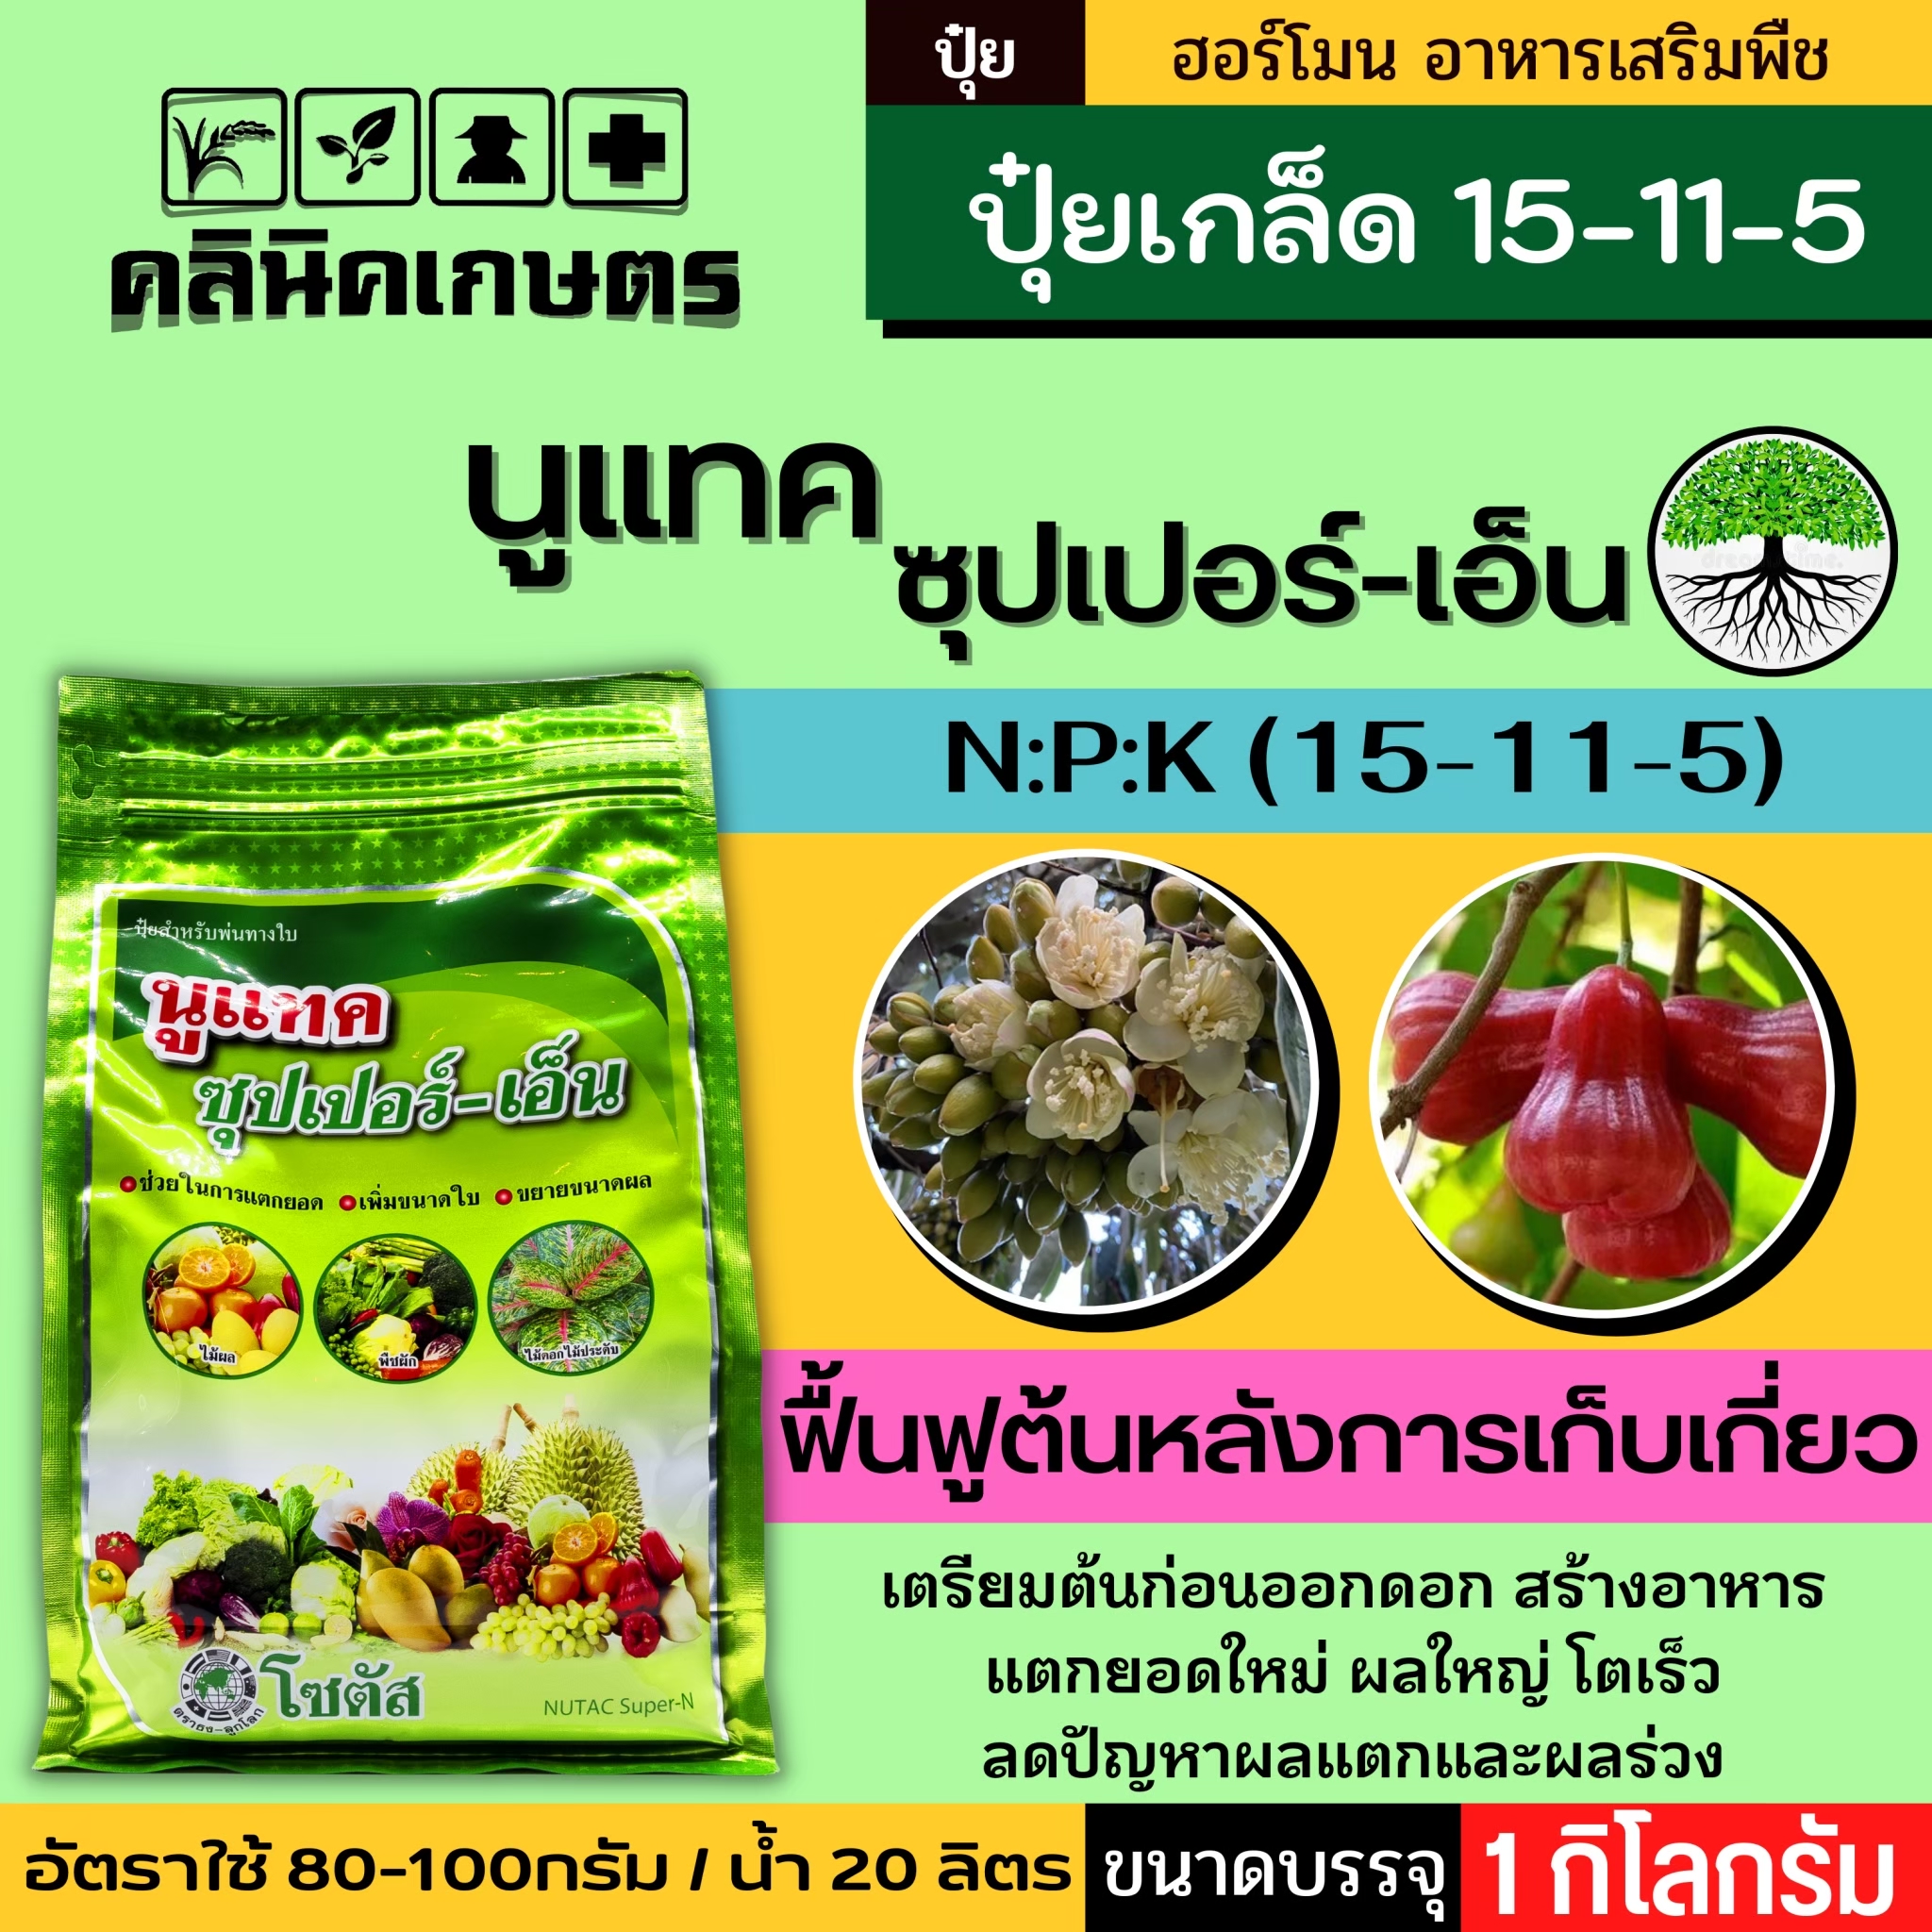 ปุ๋ย
ฮอร์โมน อาหารเสริมพืช
ปุ๋ยเกล็ด 15-11-5
คลินิคเกษตร
นูแทค
ซุปเปอร์-เอ็น
N:P:K (15-11-5)
ปุ๋ยสำหรับพ่นทางใบ
นูแทค
ซุปเปอร์-เอ็น
ช่วยในการแตกยอด เพิ่มขนาดใบ ขยายขนาดผล
ไม้ผล
พืชผัก
ไม้ดอกไม้ประดับ
ตราธง-ลูกโลก
โซตัส
NUTAC Super-N
ฟื้นฟูต้นหลังการเก็บเกี่ยว
เตรียมต้นก่อนออกดอก สร้างอาหาร
แตกยอดใหม่ ผลใหญ่ โตเร็ว
ลดปัญหาผลแตกและผลร่วง
อัตราใช้ 80-100กรัม / น้ำ 20 ลิตร
ขนาดบรรจุ
1 กิโลกรัม